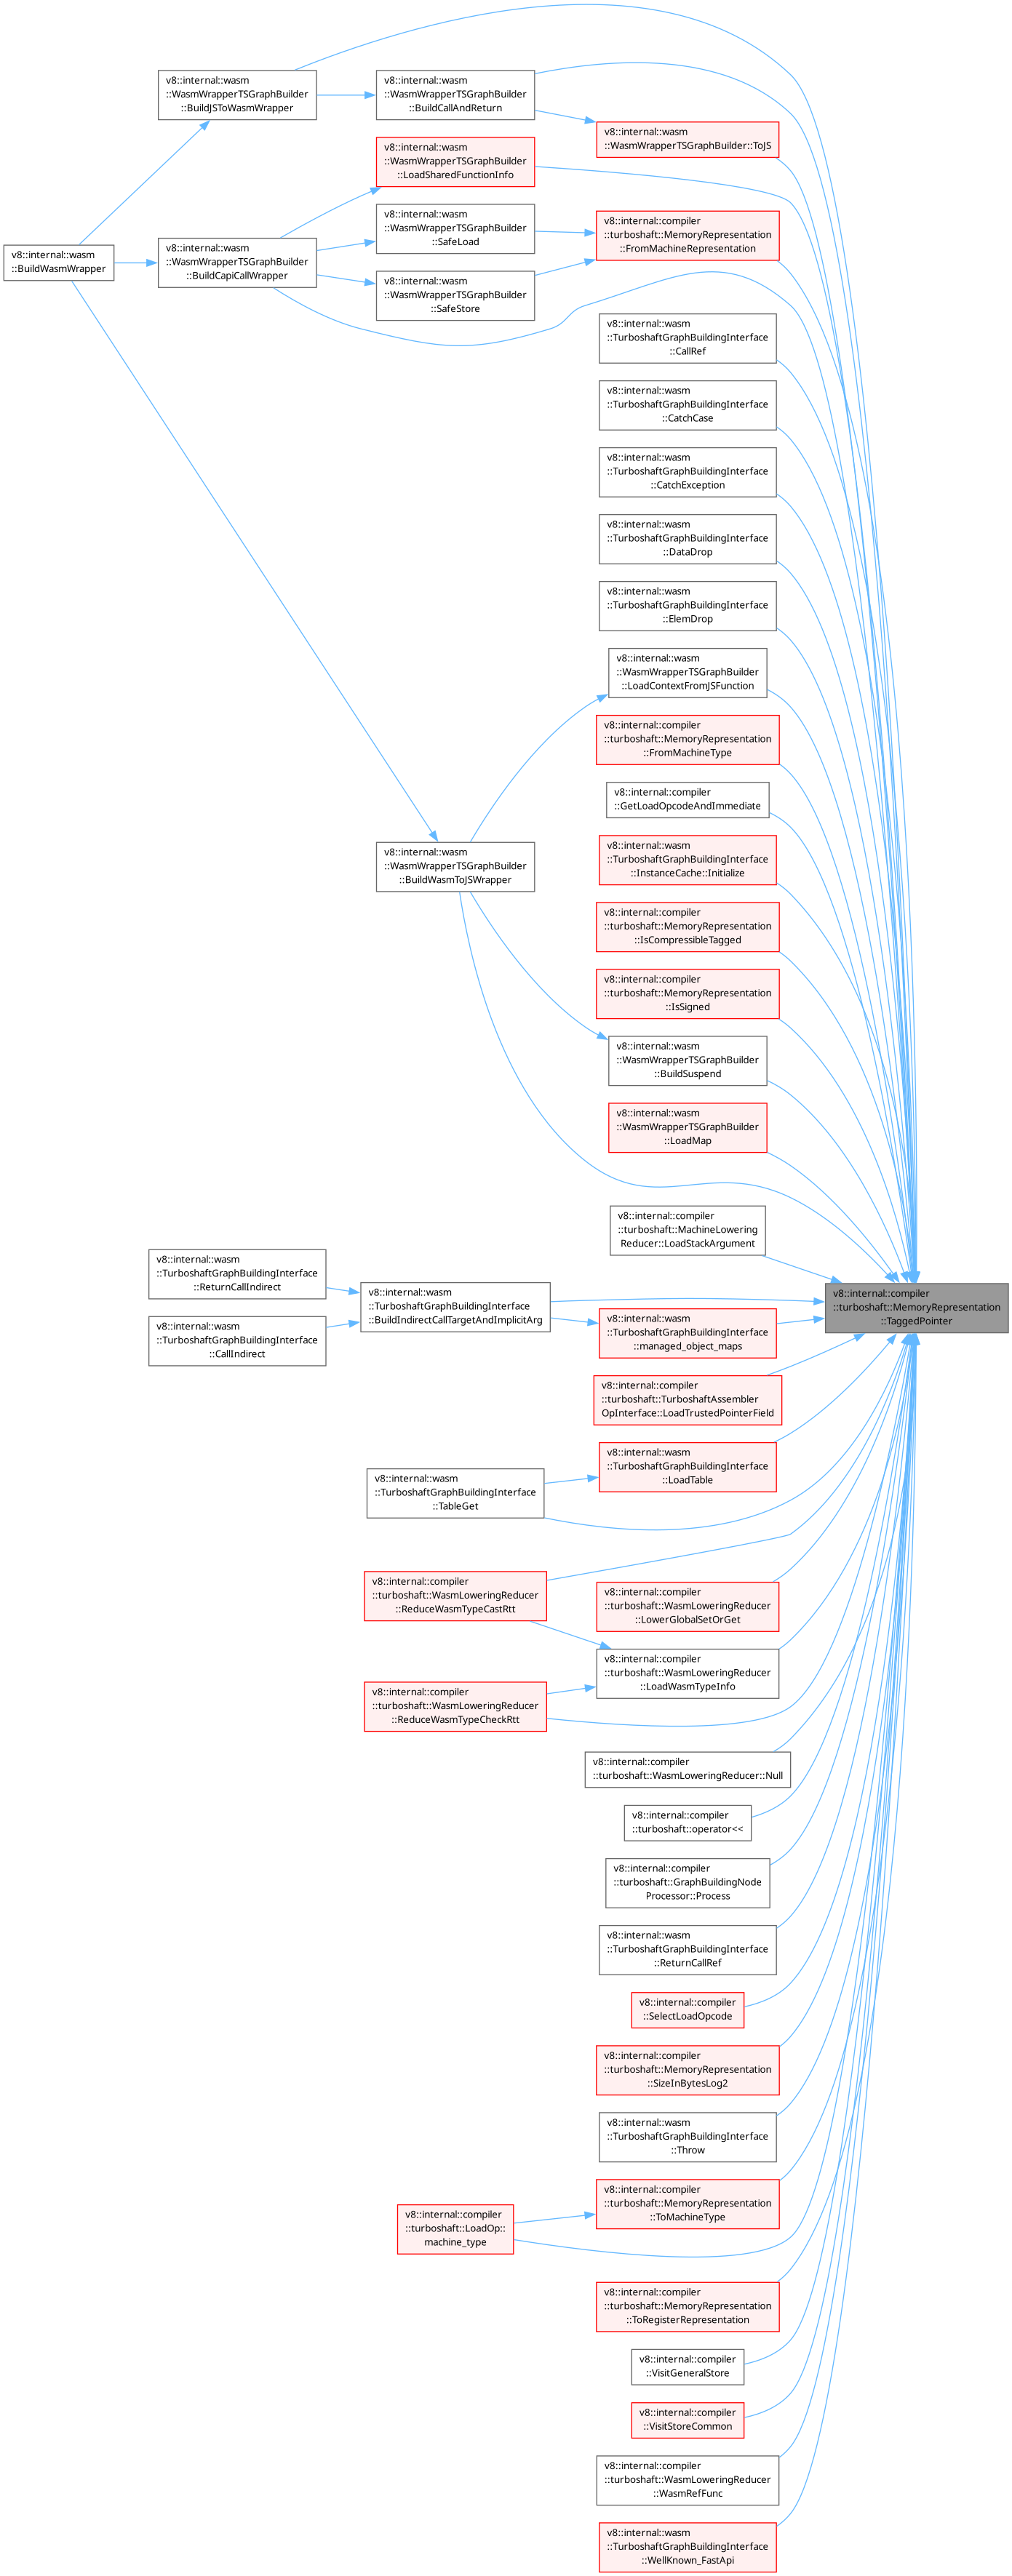 v8::internal::wasm
::WasmWrapperTSGraphBuilder
::BuildJSToWasmWrapper
v8::internal::wasm
::WasmWrapperTSGraphBuilder
::BuildCallAndReturn
v8::internal::wasm
::WasmWrapperTSGraphBuilder::ToJS
v8::internal::wasm
::WasmWrapperTSGraphBuilder
::LoadSharedFunctionInfo
v8::internal::wasm
::WasmWrapperTSGraphBuilder
::SafeLoad
v8::internal::compiler
::turboshaft::MemoryRepresentation
::FromMachineRepresentation
v8::internal::wasm
::BuildWasmWrapper
v8::internal::wasm
::WasmWrapperTSGraphBuilder
::BuildCapiCallWrapper
v8::internal::wasm
::WasmWrapperTSGraphBuilder
::SafeStore
v8::internal::wasm
::TurboshaftGraphBuildingInterface
::CallRef
v8::internal::wasm
::TurboshaftGraphBuildingInterface
::CatchCase
v8::internal::wasm
::TurboshaftGraphBuildingInterface
::CatchException
v8::internal::wasm
::TurboshaftGraphBuildingInterface
::DataDrop
v8::internal::wasm
::TurboshaftGraphBuildingInterface
::ElemDrop
v8::internal::wasm
::WasmWrapperTSGraphBuilder
::LoadContextFromJSFunction
v8::internal::compiler
::turboshaft::MemoryRepresentation
::FromMachineType
v8::internal::compiler
::GetLoadOpcodeAndImmediate
v8::internal::wasm
::WasmWrapperTSGraphBuilder
::BuildWasmToJSWrapper
v8::internal::wasm
::TurboshaftGraphBuildingInterface
::InstanceCache::Initialize
v8::internal::compiler
::turboshaft::MemoryRepresentation
::IsCompressibleTagged
v8::internal::compiler
::turboshaft::MemoryRepresentation
::IsSigned
v8::internal::wasm
::WasmWrapperTSGraphBuilder
::BuildSuspend
v8::internal::wasm
::WasmWrapperTSGraphBuilder
::LoadMap
v8::internal::compiler
::turboshaft::MachineLowering
Reducer::LoadStackArgument
v8::internal::compiler
::turboshaft::MemoryRepresentation
::TaggedPointer
v8::internal::wasm
::TurboshaftGraphBuildingInterface
::ReturnCallIndirect
v8::internal::wasm
::TurboshaftGraphBuildingInterface
::BuildIndirectCallTargetAndImplicitArg
v8::internal::wasm
::TurboshaftGraphBuildingInterface
::CallIndirect
v8::internal::wasm
::TurboshaftGraphBuildingInterface
::managed_object_maps
v8::internal::compiler
::turboshaft::TurboshaftAssembler
OpInterface::LoadTrustedPointerField
v8::internal::wasm
::TurboshaftGraphBuildingInterface
::LoadTable
v8::internal::wasm
::TurboshaftGraphBuildingInterface
::TableGet
v8::internal::compiler
::turboshaft::WasmLoweringReducer
::ReduceWasmTypeCastRtt
v8::internal::compiler
::turboshaft::WasmLoweringReducer
::LowerGlobalSetOrGet
v8::internal::compiler
::turboshaft::WasmLoweringReducer
::LoadWasmTypeInfo
v8::internal::compiler
::turboshaft::WasmLoweringReducer
::ReduceWasmTypeCheckRtt
v8::internal::compiler
::turboshaft::WasmLoweringReducer::Null
v8::internal::compiler
::turboshaft::operator<<
v8::internal::compiler
::turboshaft::GraphBuildingNode
Processor::Process
v8::internal::wasm
::TurboshaftGraphBuildingInterface
::ReturnCallRef
v8::internal::compiler
::SelectLoadOpcode
v8::internal::compiler
::turboshaft::MemoryRepresentation
::SizeInBytesLog2
v8::internal::wasm
::TurboshaftGraphBuildingInterface
::Throw
v8::internal::compiler
::turboshaft::MemoryRepresentation
::ToMachineType
v8::internal::compiler
::turboshaft::LoadOp::
machine_type
v8::internal::compiler
::turboshaft::MemoryRepresentation
::ToRegisterRepresentation
v8::internal::compiler
::VisitGeneralStore
v8::internal::compiler
::VisitStoreCommon
v8::internal::compiler
::turboshaft::WasmLoweringReducer
::WasmRefFunc
v8::internal::wasm
::TurboshaftGraphBuildingInterface
::WellKnown_FastApi